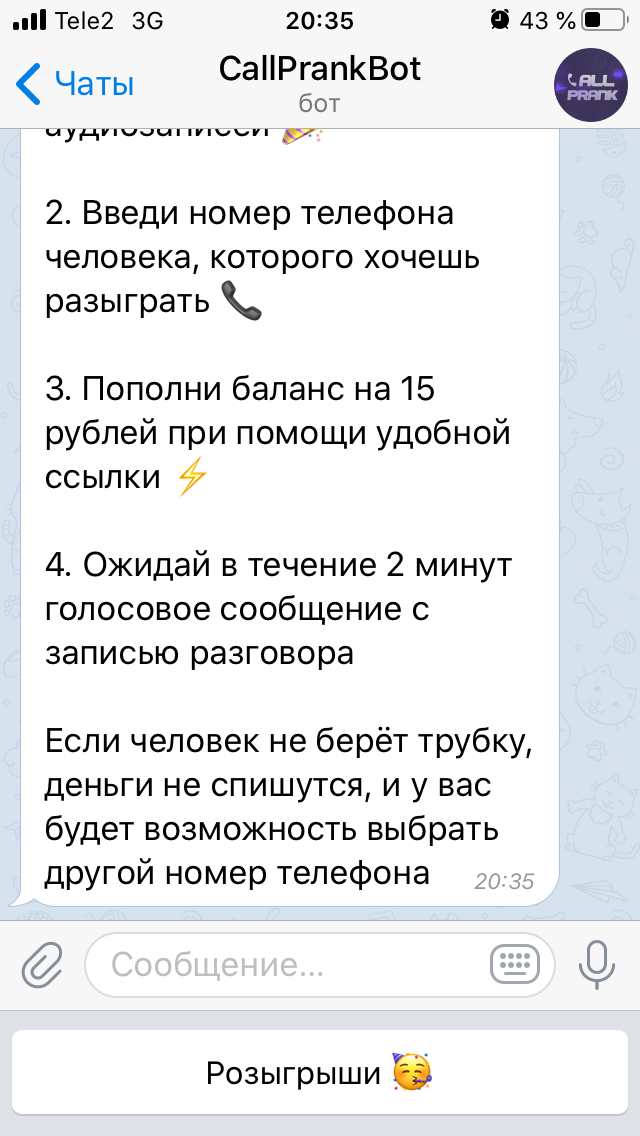 Tele2 3G 20:35 43 %
Чаты CallPrankBot
бот
CALL
PRANK
аудиозаписей 🎉
2. Введи номер телефона
человека, которого хочешь
разыграть 📞
3. Пополни баланс на 15
рублей при помощи удобной
ссылки ⚡
4. Ожидай в течение 2 минут
голосовое сообщение с
записью разговора
Если человек не берёт трубку,
деньги не спишутся, и у вас
будет возможность выбрать
другой номер телефона 20:35
Сообщение...
Розыгрыши 🥳